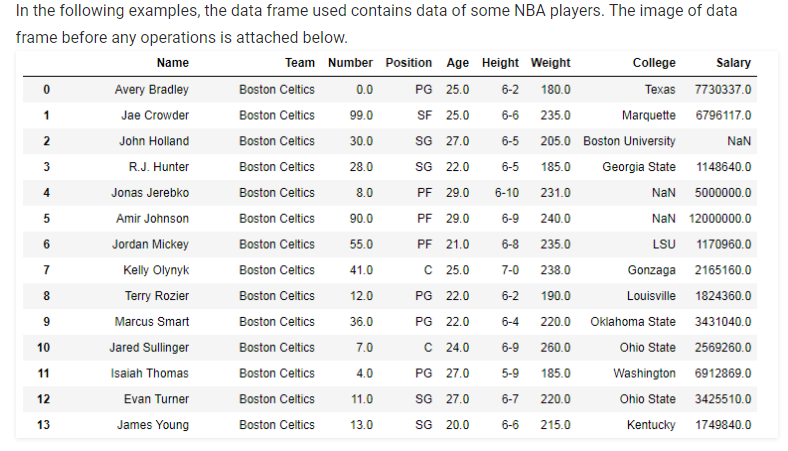 In the following examples, the data frame used contains data of some NBA players. The image of data
frame before any operations is attached below.
Name Team Number Position Age Height Weight College Salary
0 Avery Bradley Boston Celtics 0.0 PG 25.0 6-2 180.0 Texas 7730337.0
1 Jae Crowder Boston Celtics 99.0 SF 25.0 6-6 235.0 Marquette 6796117.0
2 John Holland Boston Celtics 30.0 SG 27.0 6-5 205.0 Boston University NaN
3 R.J. Hunter Boston Celtics 28.0 SG 22.0 6-5 185.0 Georgia State 1148640.0
4 Jonas Jerebko Boston Celtics 8.0 PF 29.0 6-10 231.0 NaN 5000000.0
5 Amir Johnson Boston Celtics 90.0 PF 29.0 6-9 240.0 NaN 12000000.0
6 Jordan Mickey Boston Celtics 55.0 PF 21.0 6-8 235.0 LSU 1170960.0
7 Kelly Olynyk Boston Celtics 41.0 C 25.0 7-0 238.0 Gonzaga 2165160.0
8 Terry Rozier Boston Celtics 12.0 PG 22.0 6-2 190.0 Louisville 1824360.0
9 Marcus Smart Boston Celtics 36.0 PG 22.0 6-4 220.0 Oklahoma State 3431040.0
10 Jared Sullinger Boston Celtics 7.0 C 24.0 6-9 260.0 Ohio State 2569260.0
11 Isaiah Thomas Boston Celtics 4.0 PG 27.0 5-9 185.0 Washington 6912869.0
12 Evan Turner Boston Celtics 11.0 SG 27.0 6-7 220.0 Ohio State 3425510.0
13 James Young Boston Celtics 13.0 SG 20.0 6-6 215.0 Kentucky 1749840.0